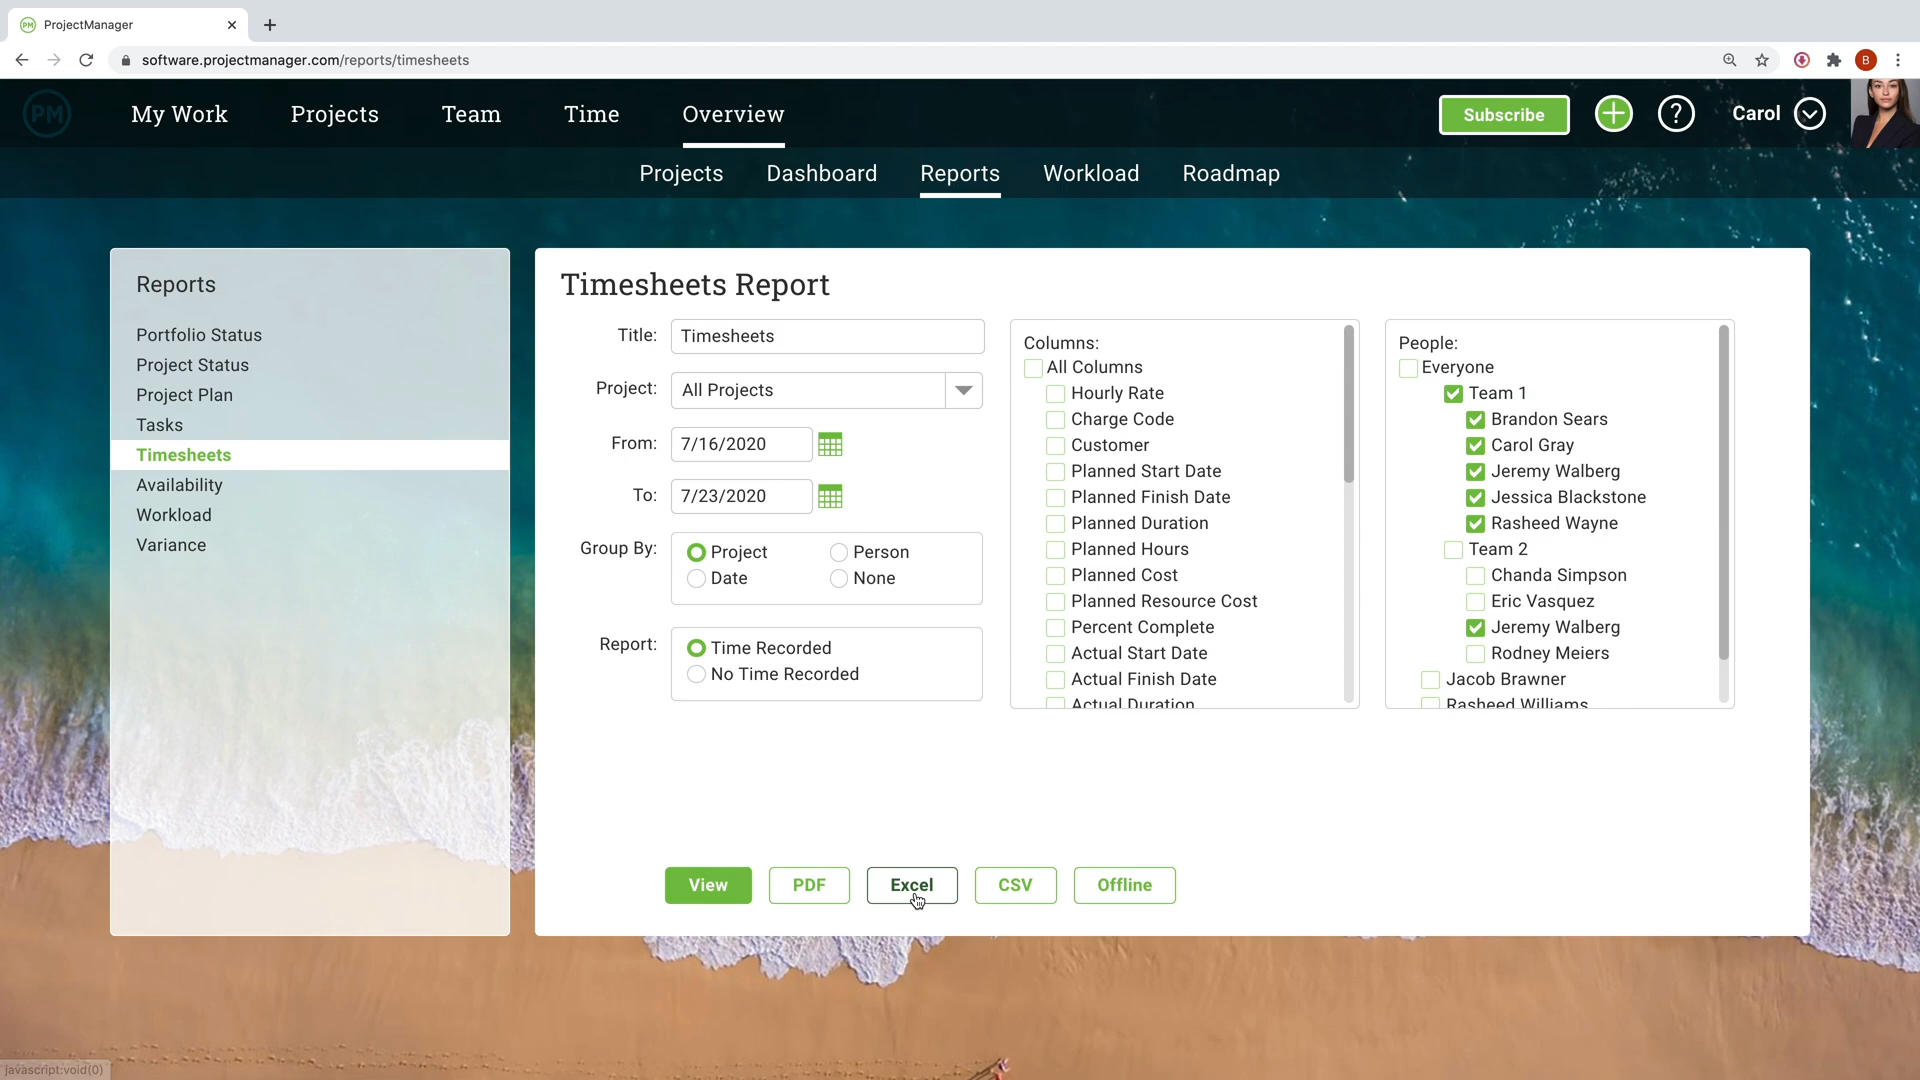 ProjectManager
software.projectmanager.com/reports/timesheets
B
PM
My Work
Projects
Team
Time
Overview
Subscribe
Carol
Projects
Dashboard
Reports
Workload
Roadmap
Reports
Portfolio Status
Project Status
Project Plan
Tasks
Timesheets
Availability
Workload
Variance
Timesheets Report
Title: Timesheets
Project: All Projects
From: 7/16/2020
To: 7/23/2020
Group By: Project Person
Date None
Report: Time Recorded
No Time Recorded
Columns:
All Columns
Hourly Rate
Charge Code
Customer
Planned Start Date
Planned Finish Date
Planned Duration
Planned Hours
Planned Cost
Planned Resource Cost
Percent Complete
Actual Start Date
Actual Finish Date
Actual Duration
People:
Everyone
Team 1
Brandon Sears
Carol Gray
Jeremy Walberg
Jessica Blackstone
Rasheed Wayne
Team 2
Chanda Simpson
Eric Vasquez
Jeremy Walberg
Rodney Meiers
Jacob Brawner
Rasheed Williams
View
PDF
Excel
CSV
Offline
javascript:void(0)